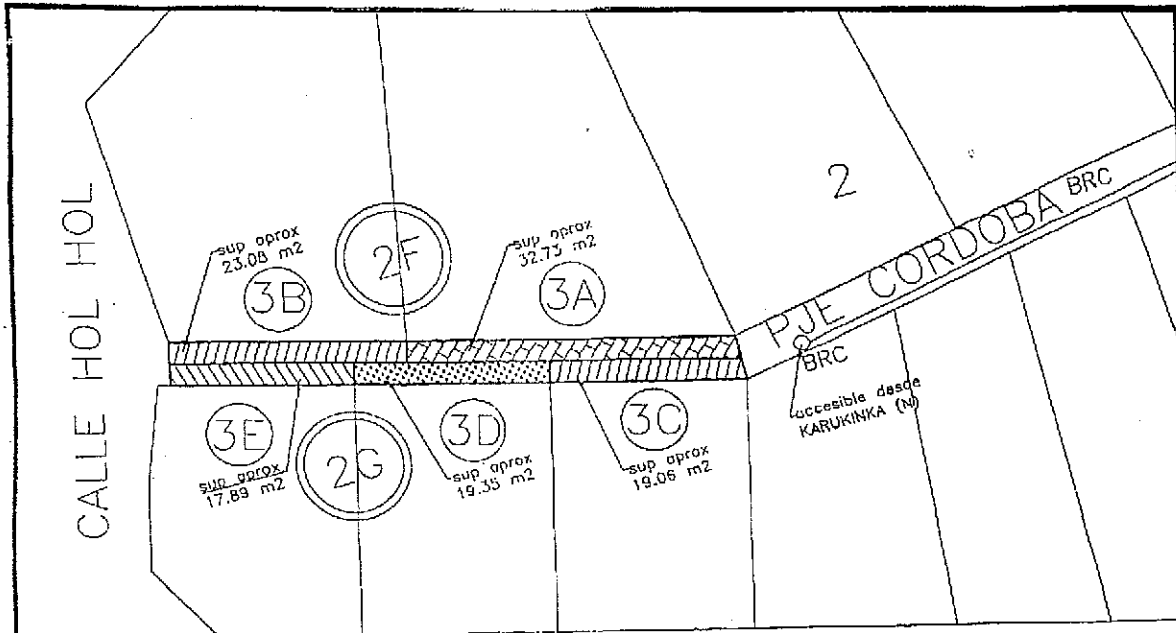 CALLE HOL HOL
sup aprox
23.08 m2
3B
2F
sup aprox
32.73 m2
3A
2
PJE CORDOBA
BRC
BRC
accesible desde
KARUKINKA (N)
3E
sup aprox
17.89 m2
2G
3D
sup aprox
19.35 m2
3C
sup aprox
19.06 m2